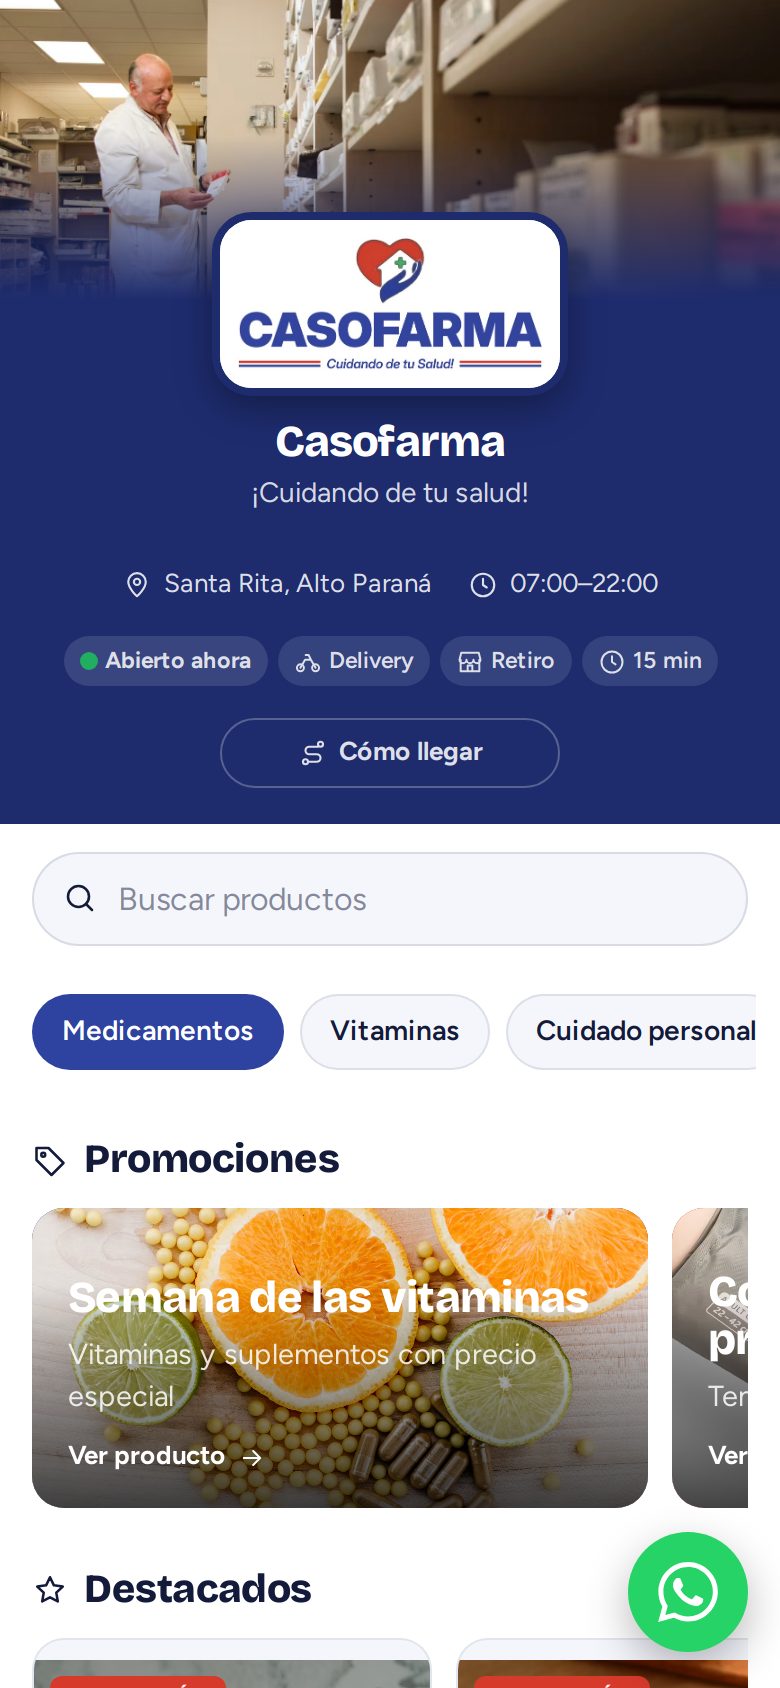 CASOFARMA
Cuidando de tu Salud!
Casofarma
¡Cuidando de tu salud!
Santa Rita, Alto Paraná 07:00–22:00
Abierto ahora Delivery Retiro 15 min
Cómo llegar
Buscar productos
Medicamentos Vitaminas Cuidado personal
Promociones
Semana de las vitaminas
Vitaminas y suplementos con precio
especial
Ver producto
Ver
Destacados